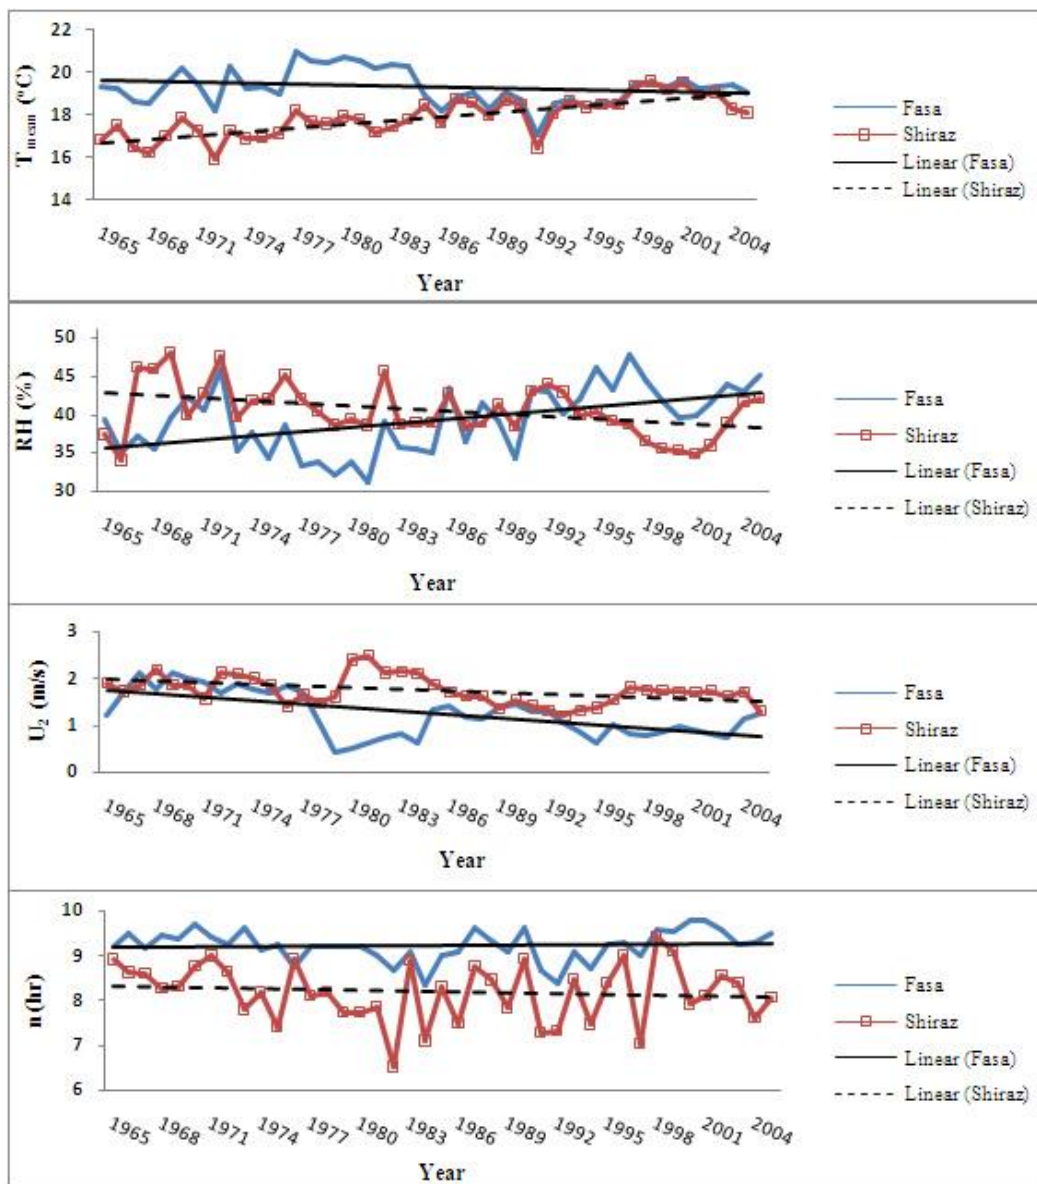 22
20
18
16
14
T mean (°C)
1965 1968 1971 1974 1977 1980 1983 1986 1989 1992 1995 1998 2001 2004
Year
Fasa
Shiraz
Linear (Fasa)
Linear (Shiraz)
50
45
40
35
30
RH (%)
1965 1968 1971 1974 1977 1980 1983 1986 1989 1992 1995 1998 2001 2004
Year
Fasa
Shiraz
Linear (Fasa)
Linear (Shiraz)
3
2
1
0
U2 (m/s)
1965 1968 1971 1974 1977 1980 1983 1986 1989 1992 1995 1998 2001 2004
Year
Fasa
Shiraz
Linear (Fasa)
Linear (Shiraz)
10
9
8
7
6
n (hr)
1965 1968 1971 1974 1977 1980 1983 1986 1989 1992 1995 1998 2001 2004
Year
Fasa
Shiraz
Linear (Fasa)
Linear (Shiraz)